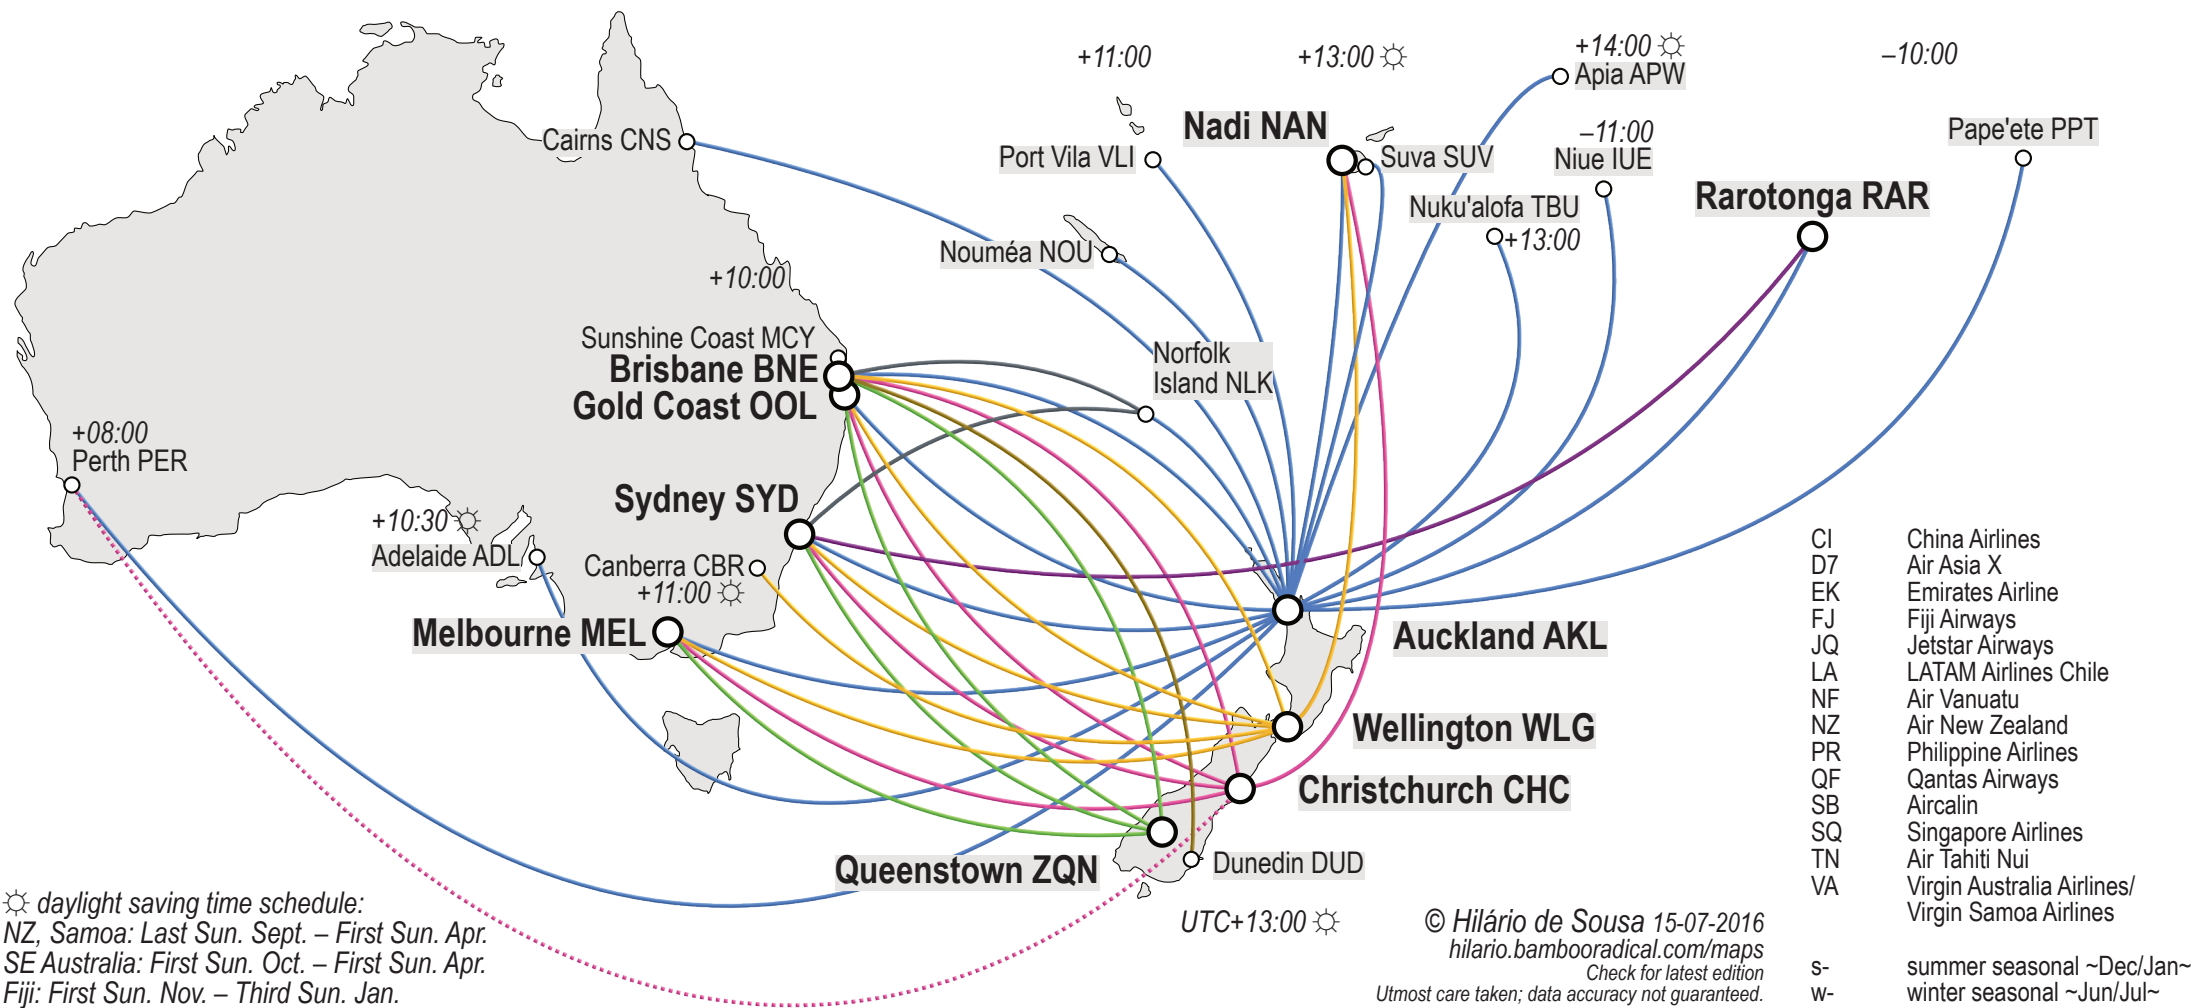 +11:00
+13:00 ☼
+14:00 ☼
Apia APW
–10:00
Nadi NAN
Cairns CNS
Port Vila VLI
Suva SUV
–11:00
Niue IUE
Pape'ete PPT
Rarotonga RAR
Nuku'alofa TBU
+13:00
Nouméa NOU
+10:00
Sunshine Coast MCY
Brisbane BNE
Gold Coast OOL
Norfolk
Island NLK
+08:00
Perth PER
Sydney SYD
+10:30 ☼
Adelaide ADL
Canberra CBR
+11:00 ☼
Melbourne MEL
Auckland AKL
Wellington WLG
Christchurch CHC
Queenstown ZQN
Dunedin DUD
UTC+13:00 ☼
CI China Airlines
D7 Air Asia X
EK Emirates Airline
FJ Fiji Airways
JQ Jetstar Airways
LA LATAM Airlines Chile
NF Air Vanuatu
NZ Air New Zealand
PR Philippine Airlines
QF Qantas Airways
SB Aircalin
SQ Singapore Airlines
TN Air Tahiti Nui
VA Virgin Australia Airlines/
Virgin Samoa Airlines
s- summer seasonal ~Dec/Jan~
w- winter seasonal ~Jun/Jul~
☼ daylight saving time schedule:
NZ, Samoa: Last Sun. Sept. – First Sun. Apr.
SE Australia: First Sun. Oct. – First Sun. Apr.
Fiji: First Sun. Nov. – Third Sun. Jan.
© Hilário de Sousa 15-07-2016
hilario.bambooradical.com/maps
Check for latest edition
Utmost care taken; data accuracy not guaranteed.